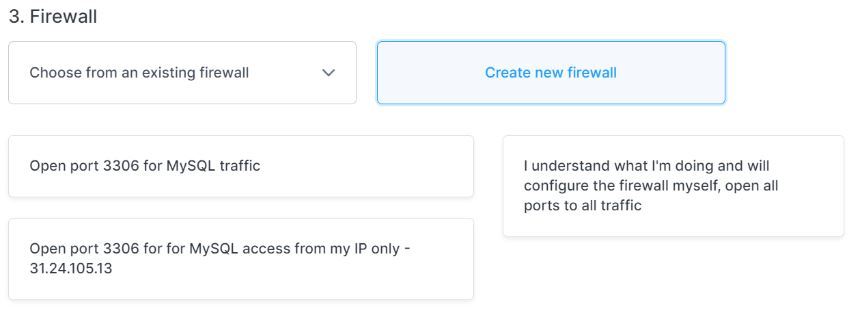 3. Firewall
Choose from an existing firewall
Create new firewall
Open port 3306 for MySQL traffic
I understand what I'm doing and will
configure the firewall myself, open all
ports to all traffic
Open port 3306 for for MySQL access from my IP only -
31.24.105.13